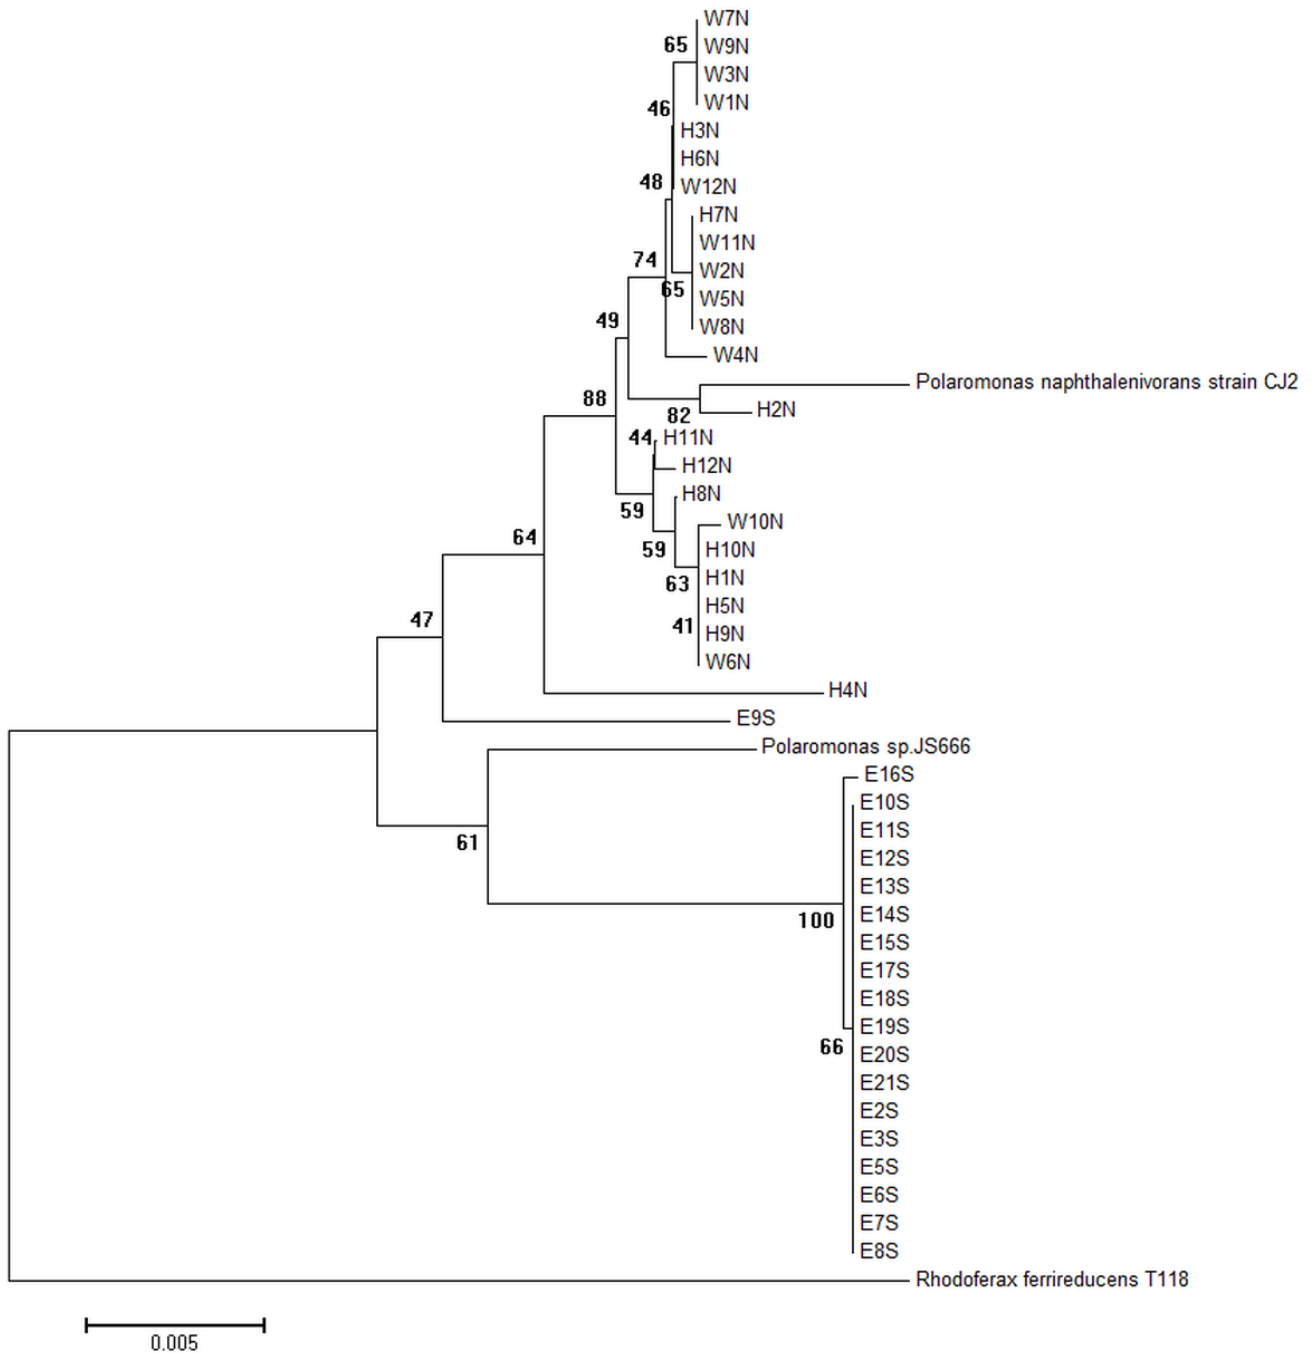 W7N
65
W9N
W3N
W1N
46
H3N
H6N
48
W12N
H7N
W11N
74
W2N
65
W5N
49
W8N
W4N
Polaromonas naphthalenivorans strain CJ2
88
82
H2N
44
H11N
H12N
H8N
59
W10N
64
59
H10N
63
H1N
H5N
47
41
H9N
W6N
H4N
E9S
Polaromonas sp.JS666
E16S
E10S
61
E11S
E12S
E13S
100
E14S
E15S
E17S
E18S
E19S
66
E20S
E21S
E2S
E3S
E5S
E6S
E7S
E8S
Rhodoferax ferrireducens T118
0.005